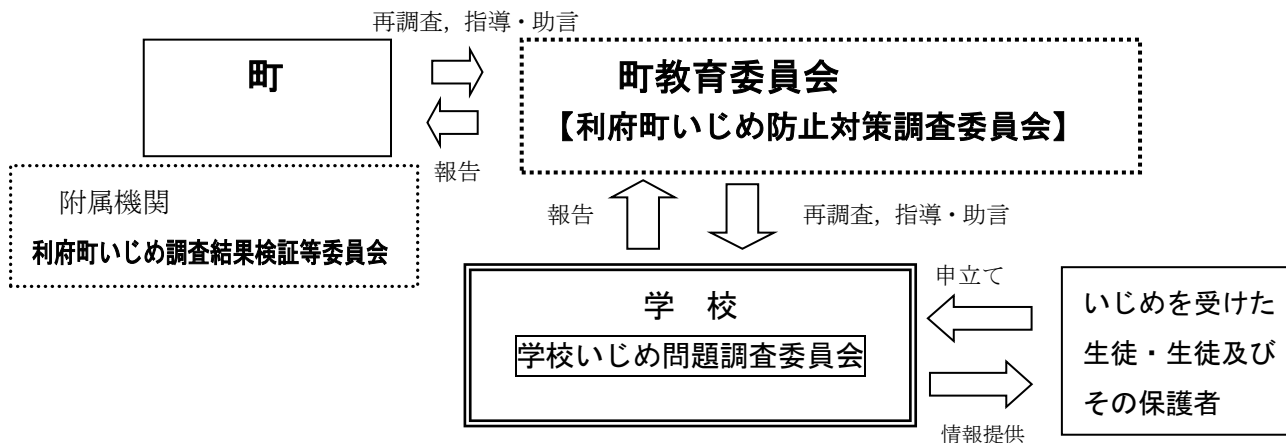 再調査，指導・助言
町
町教育委員会
【利府町いじめ防止対策調査委員会】
報告
附属機関
利府町いじめ調査結果検証等委員会
報告
再調査，指導・助言
学　校
学校いじめ問題調査委員会
申立て
いじめを受けた
生徒・生徒及び
その保護者
情報提供